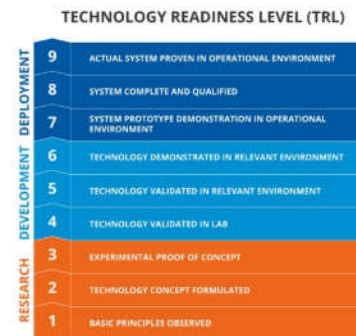 TECHNOLOGY READINESS LEVEL (TRL)
DEPLOYMENT
9 ACTUAL SYSTEM PROVEN IN OPERATIONAL ENVIRONMENT
8 SYSTEM COMPLETE AND QUALIFIED
7 SYSTEM PROTOTYPE DEMONSTRATION IN OPERATIONAL
ENVIRONMENT
DEVELOPMENT
6 TECHNOLOGY DEMONSTRATED IN RELEVANT ENVIRONMENT
5 TECHNOLOGY VALIDATED IN RELEVANT ENVIRONMENT
4 TECHNOLOGY VALIDATED IN LAB
RESEARCH
3 EXPERIMENTAL PROOF OF CONCEPT
2 TECHNOLOGY CONCEPT FORMULATED
1 BASIC PRINCIPLES OBSERVED